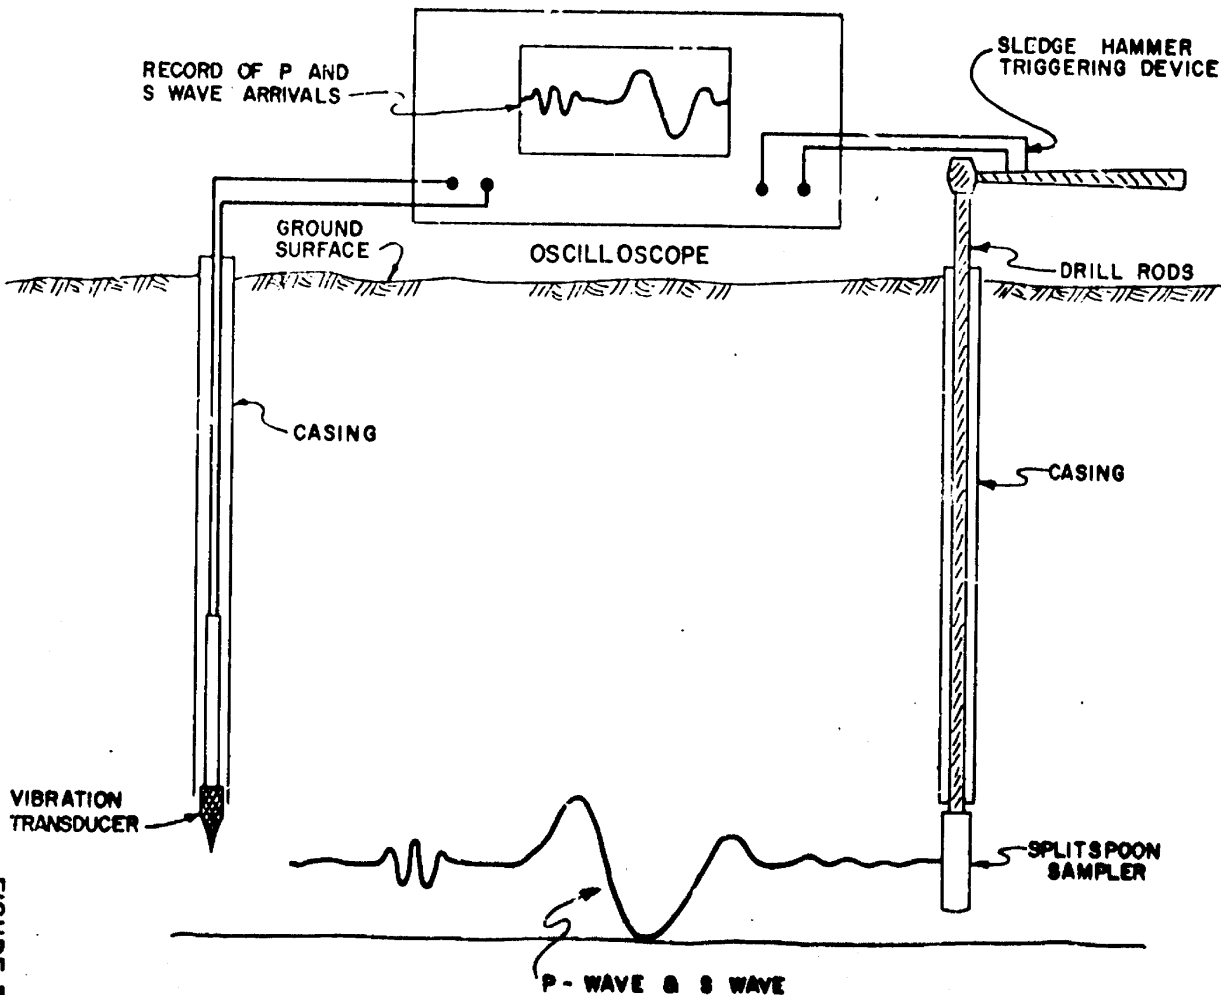 RECORD OF P AND
S WAVE ARRIVALS
SLEDGE HAMMER
TRIGGERING DEVICE
GROUND
SURFACE
OSCILLOSCOPE
DRILL RODS
CASING
CASING
VIBRATION
TRANSDUCER
SPLITSPOON
SAMPLER
P - WAVE & S WAVE
FIGURE